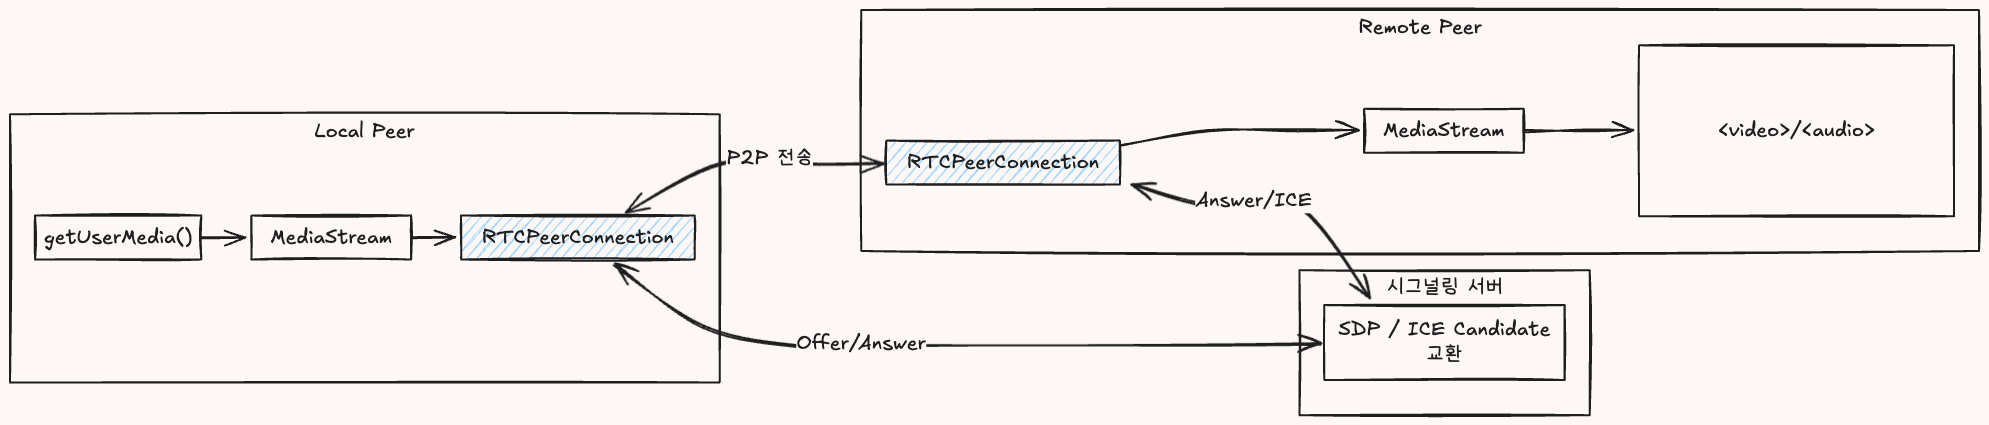 Remote Peer
Local Peer
<video>/<audio>
MediaStream
P2P 전송
RTCPeerConnection
Answer/ICE
getUserMedia()
MediaStream
RTCPeerConnection
시그널링 서버
SDP / ICE Candidate
교환
Offer/Answer